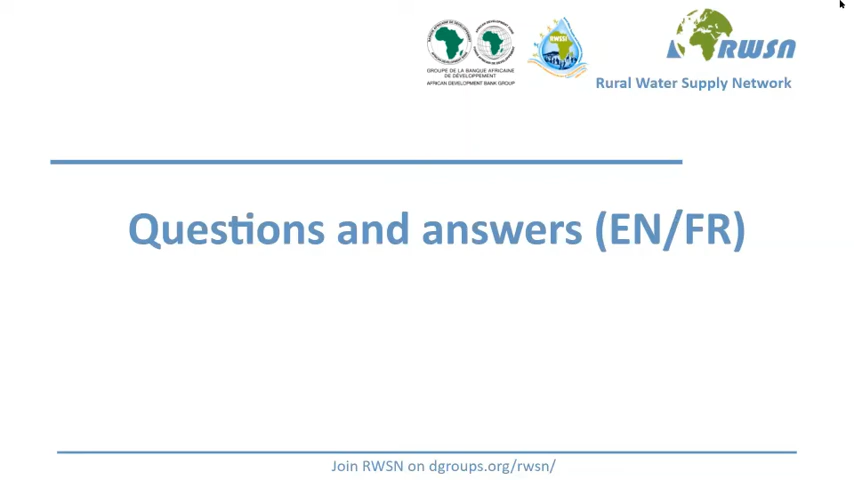 GROUPE DE LA BANQUE AFRICAINE
DE DÉVELOPPEMENT
AFRICAN DEVELOPMENT BANK GROUP
RWSSI
RWSN
Rural Water Supply Network
Questions and answers (EN/FR)
Join RWSN on dgroups.org/rwsn/